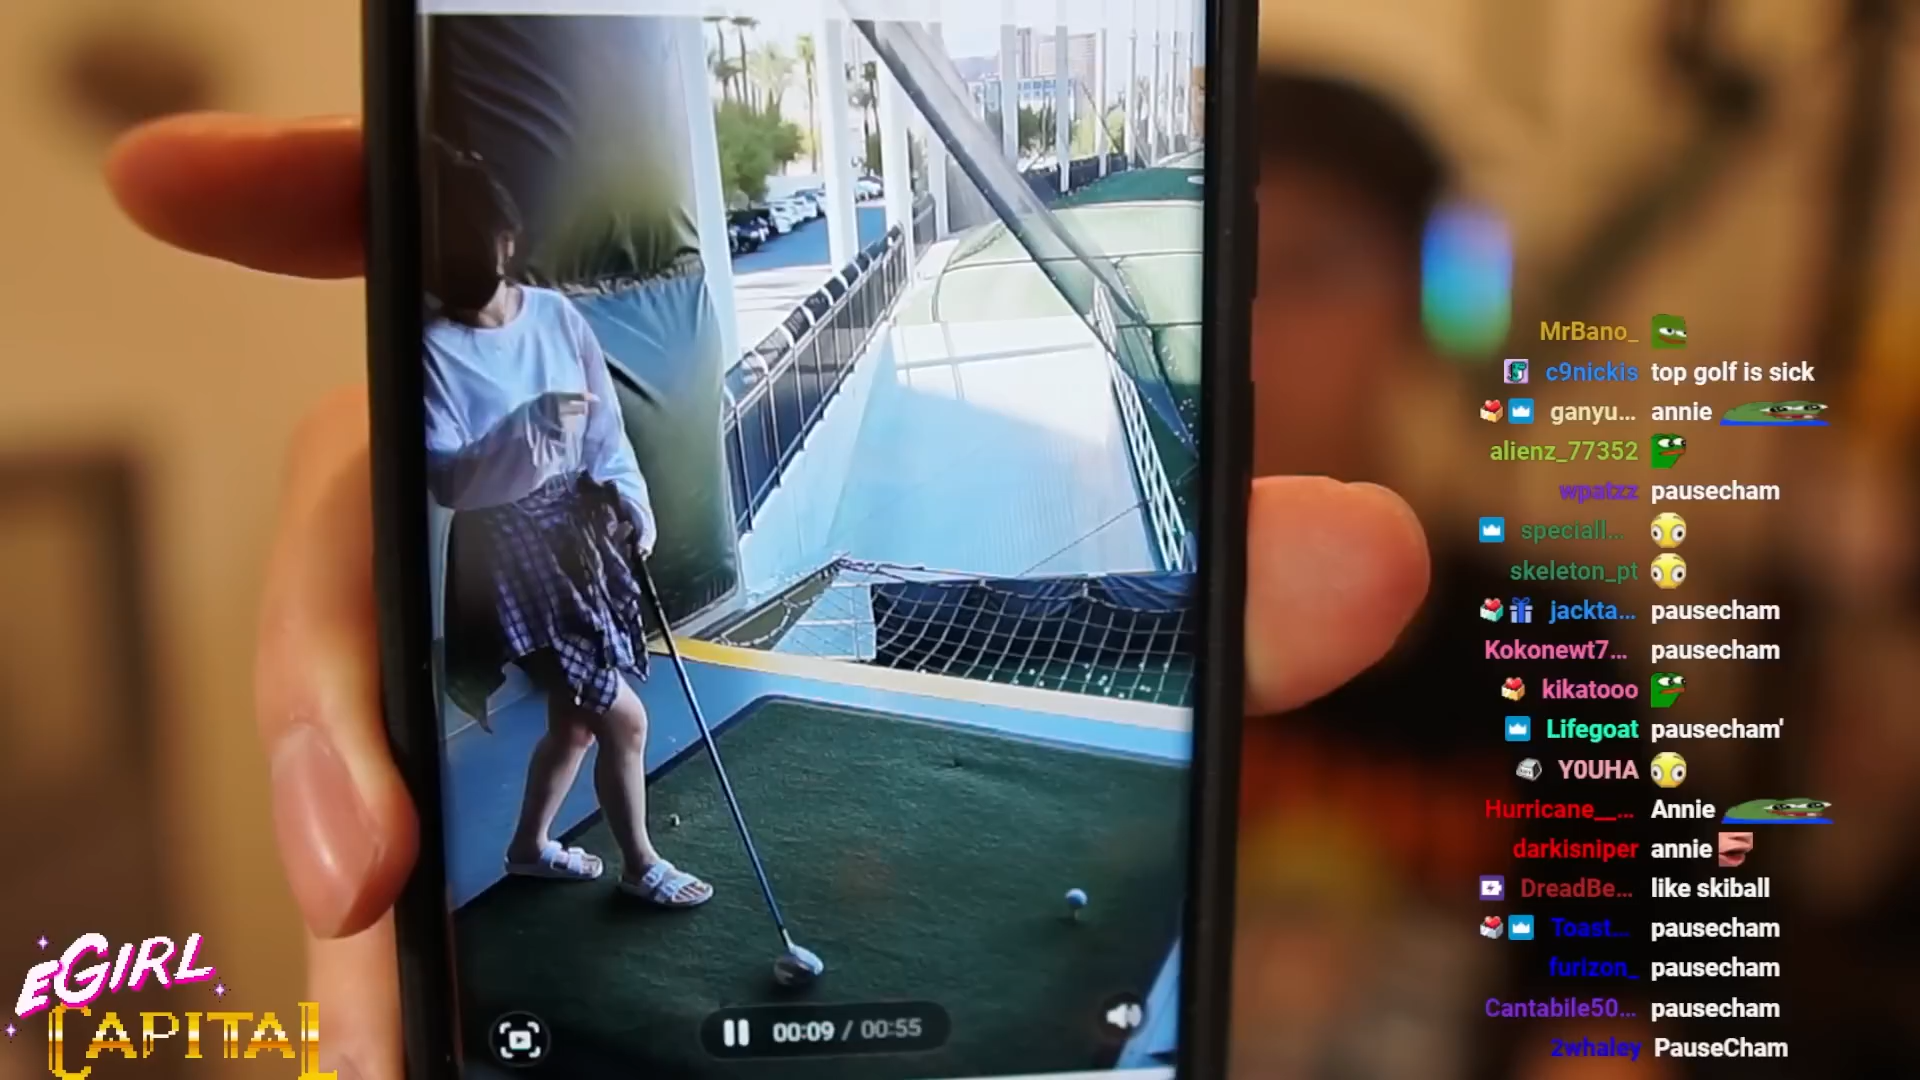 MrBano_
c9nickis top golf is sick
ganyu... annie
alienz_77352
wpatzz pausecham
speciall...
skeleton_pt
jackta... pausecham
Kokonewt7... pausecham
kikatooo
Lifegoat pausecham'
Y0UHA
Hurricane__... Annie
darkisniper annie
DreadBe... like skiball
Toast... pausecham
furizon_ pausecham
Cantabile50... pausecham
2whaley PauseCham
eGIRL
CAPITAL
00:09 / 00:55